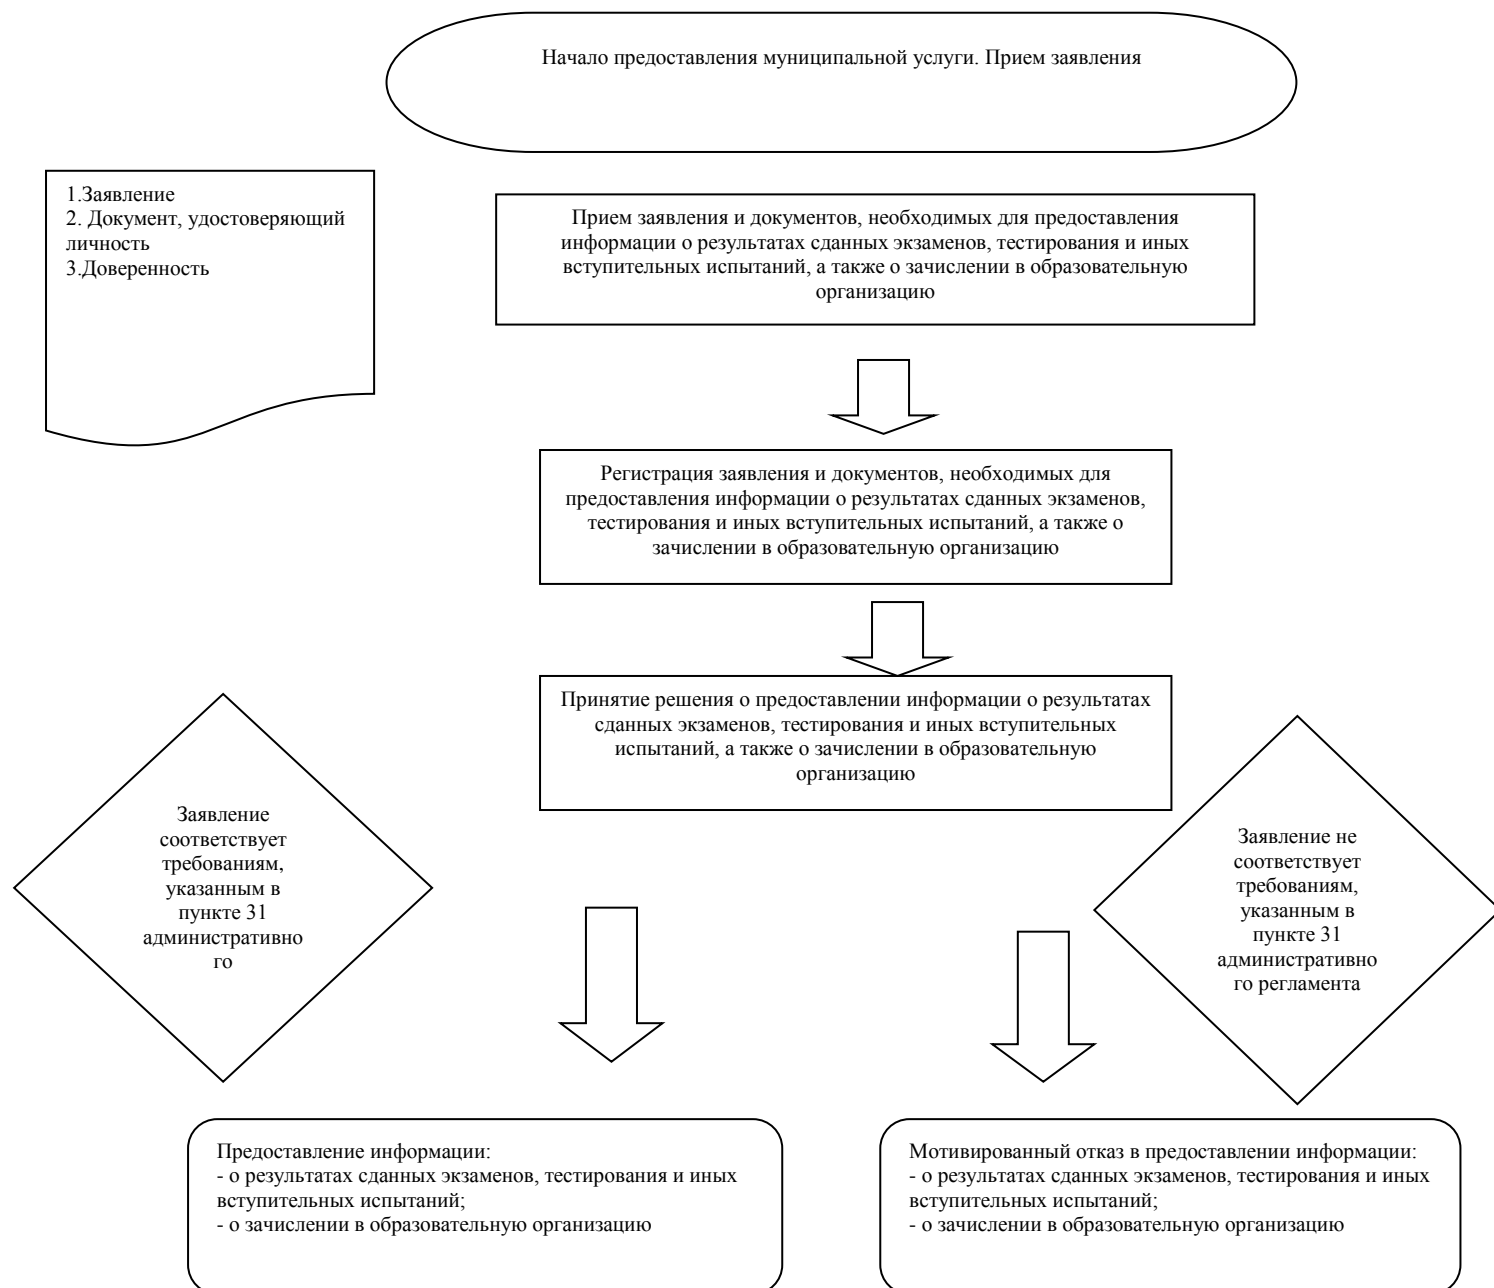 Начало предоставления муниципальной услуги. Прием заявления
1.Заявление
2. Документ, удостоверяющий
личность
3.Доверенность
Прием заявления и документов, необходимых для предоставления
информации о результатах сданных экзаменов, тестирования и иных
вступительных испытаний, а также о зачислении в образовательную
организацию
Регистрация заявления и документов, необходимых для
предоставления информации о результатах сданных экзаменов,
тестирования и иных вступительных испытаний, а также о
зачислении в образовательную организацию
Принятие решения о предоставлении информации о результатах
сданных экзаменов, тестирования и иных вступительных
испытаний, а также о зачислении в образовательную
организацию
Заявление
соответствует
требованиям,
указанным в
пункте 31
административно
го
Заявление не
соответствует
требованиям,
указанным в
пункте 31
административно
го регламента
Предоставление информации:
- о результатах сданных экзаменов, тестирования и иных
вступительных испытаний;
- о зачислении в образовательную организацию
Мотивированный отказ в предоставлении информации:
- о результатах сданных экзаменов, тестирования и иных
вступительных испытаний;
- о зачислении в образовательную организацию